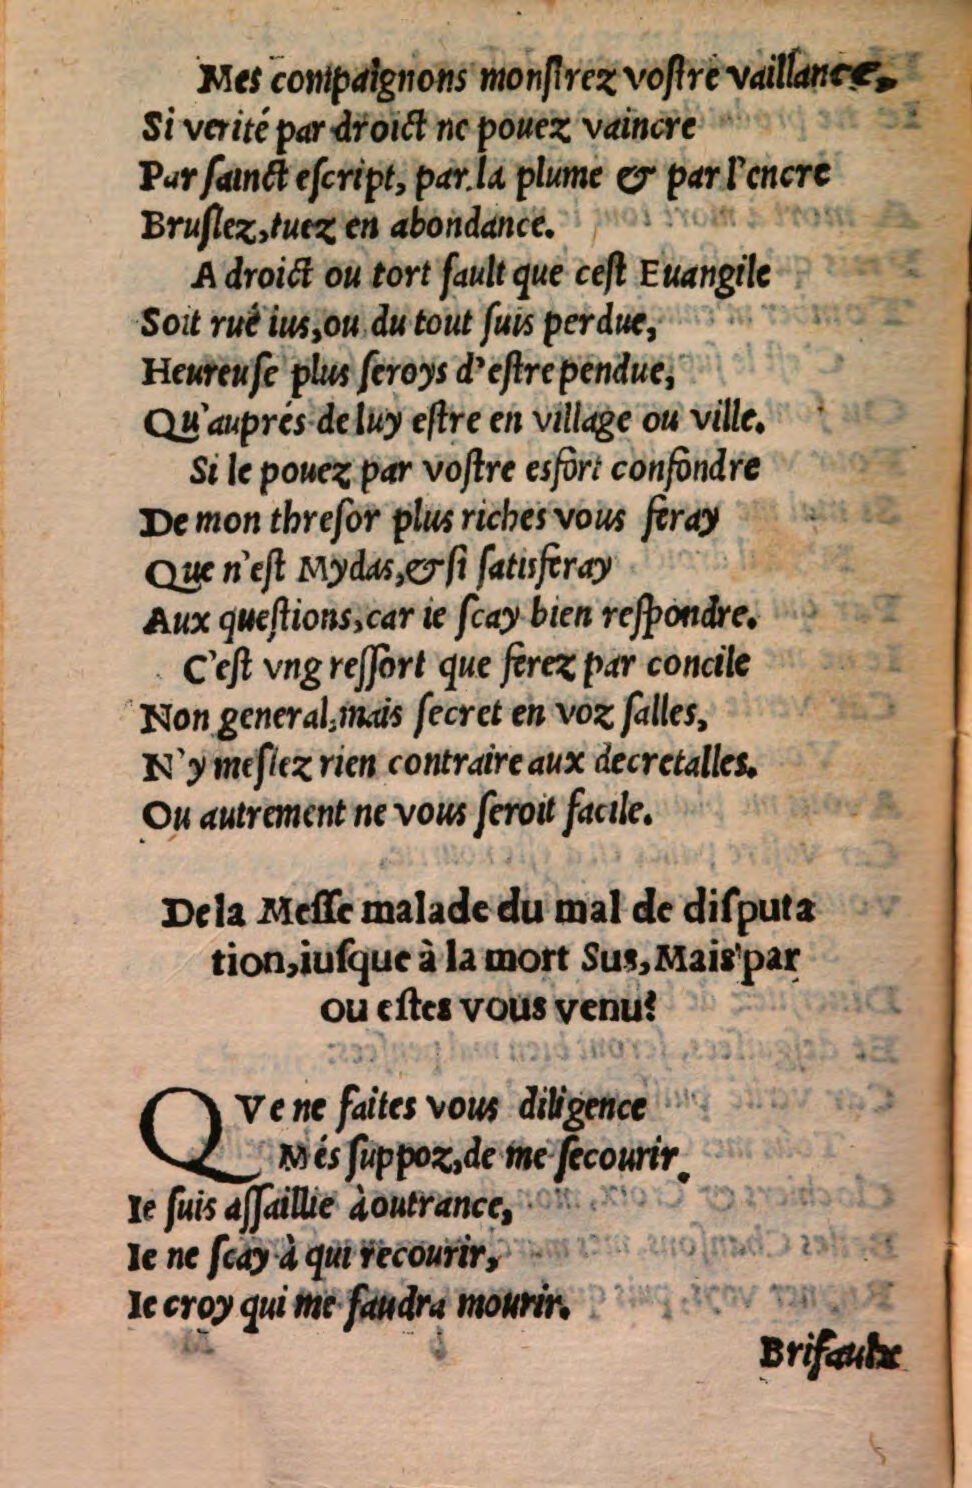 Mes compaignons monſtrez voſtre vaillance,
Si verité par droict ne pouez vaincre
Par ſainct eſcript, par la plume & par l'encre
Bruſlez, tuez en abondance.
A droict ou tort fault que ceſt Euangile
Soit rué ius, ou du tout ſuis perdue,
Heureuſe plus ſeroys d'eſtre pendue,
Qu'auprés de luy eſtre en village ou ville.
Si le pouez par voſtre esfort confondre
De mon threſor plus riches vous feray
Que n'eſt Mydas, & ſi ſatisferay
Aux queſtions, car ie ſcay bien reſpondre.
C'eſt vng reſſort que ferez par concile
Non general, mais ſecret en voz ſalles,
N'y meſlez rien contraire aux decretalles.
Ou autrement ne vous ſeroit facile.
De la Meſſe malade du mal de diſputa
tion, iuſque à la mort Sus, Mais par
ou eſtes vous venu?
QVe ne faites vous diligence
Més ſuppoz, de me ſecourir.
Ie ſuis aſſaillie à outrance,
Ie ne ſcay à qui recourir,
Ie croy qui me faudra mourir.
Brifaulx